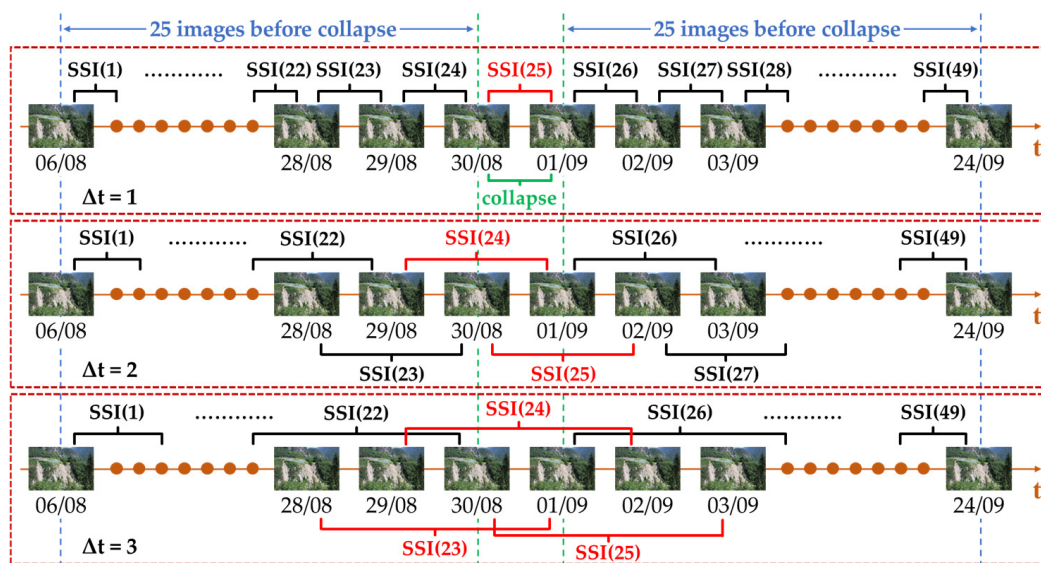 25 images before collapse 25 images before collapse
SSI(1) ............ SSI(22) SSI(23) SSI(24) SSI(25) SSI(26) SSI(27) SSI(28) ............ SSI(49)
t
06/08 28/08 29/08 30/08 01/09 02/09 03/09 24/09
Δt = 1 collapse
SSI(1) ............ SSI(22) SSI(24) SSI(26) ............ SSI(49)
t
06/08 28/08 29/08 30/08 01/09 02/09 03/09 24/09
Δt = 2 SSI(23) SSI(25) SSI(27)
SSI(1) ............ SSI(22) SSI(24) SSI(26) ............ SSI(49)
t
06/08 28/08 29/08 30/08 01/09 02/09 03/09 24/09
Δt = 3 SSI(23) SSI(25)